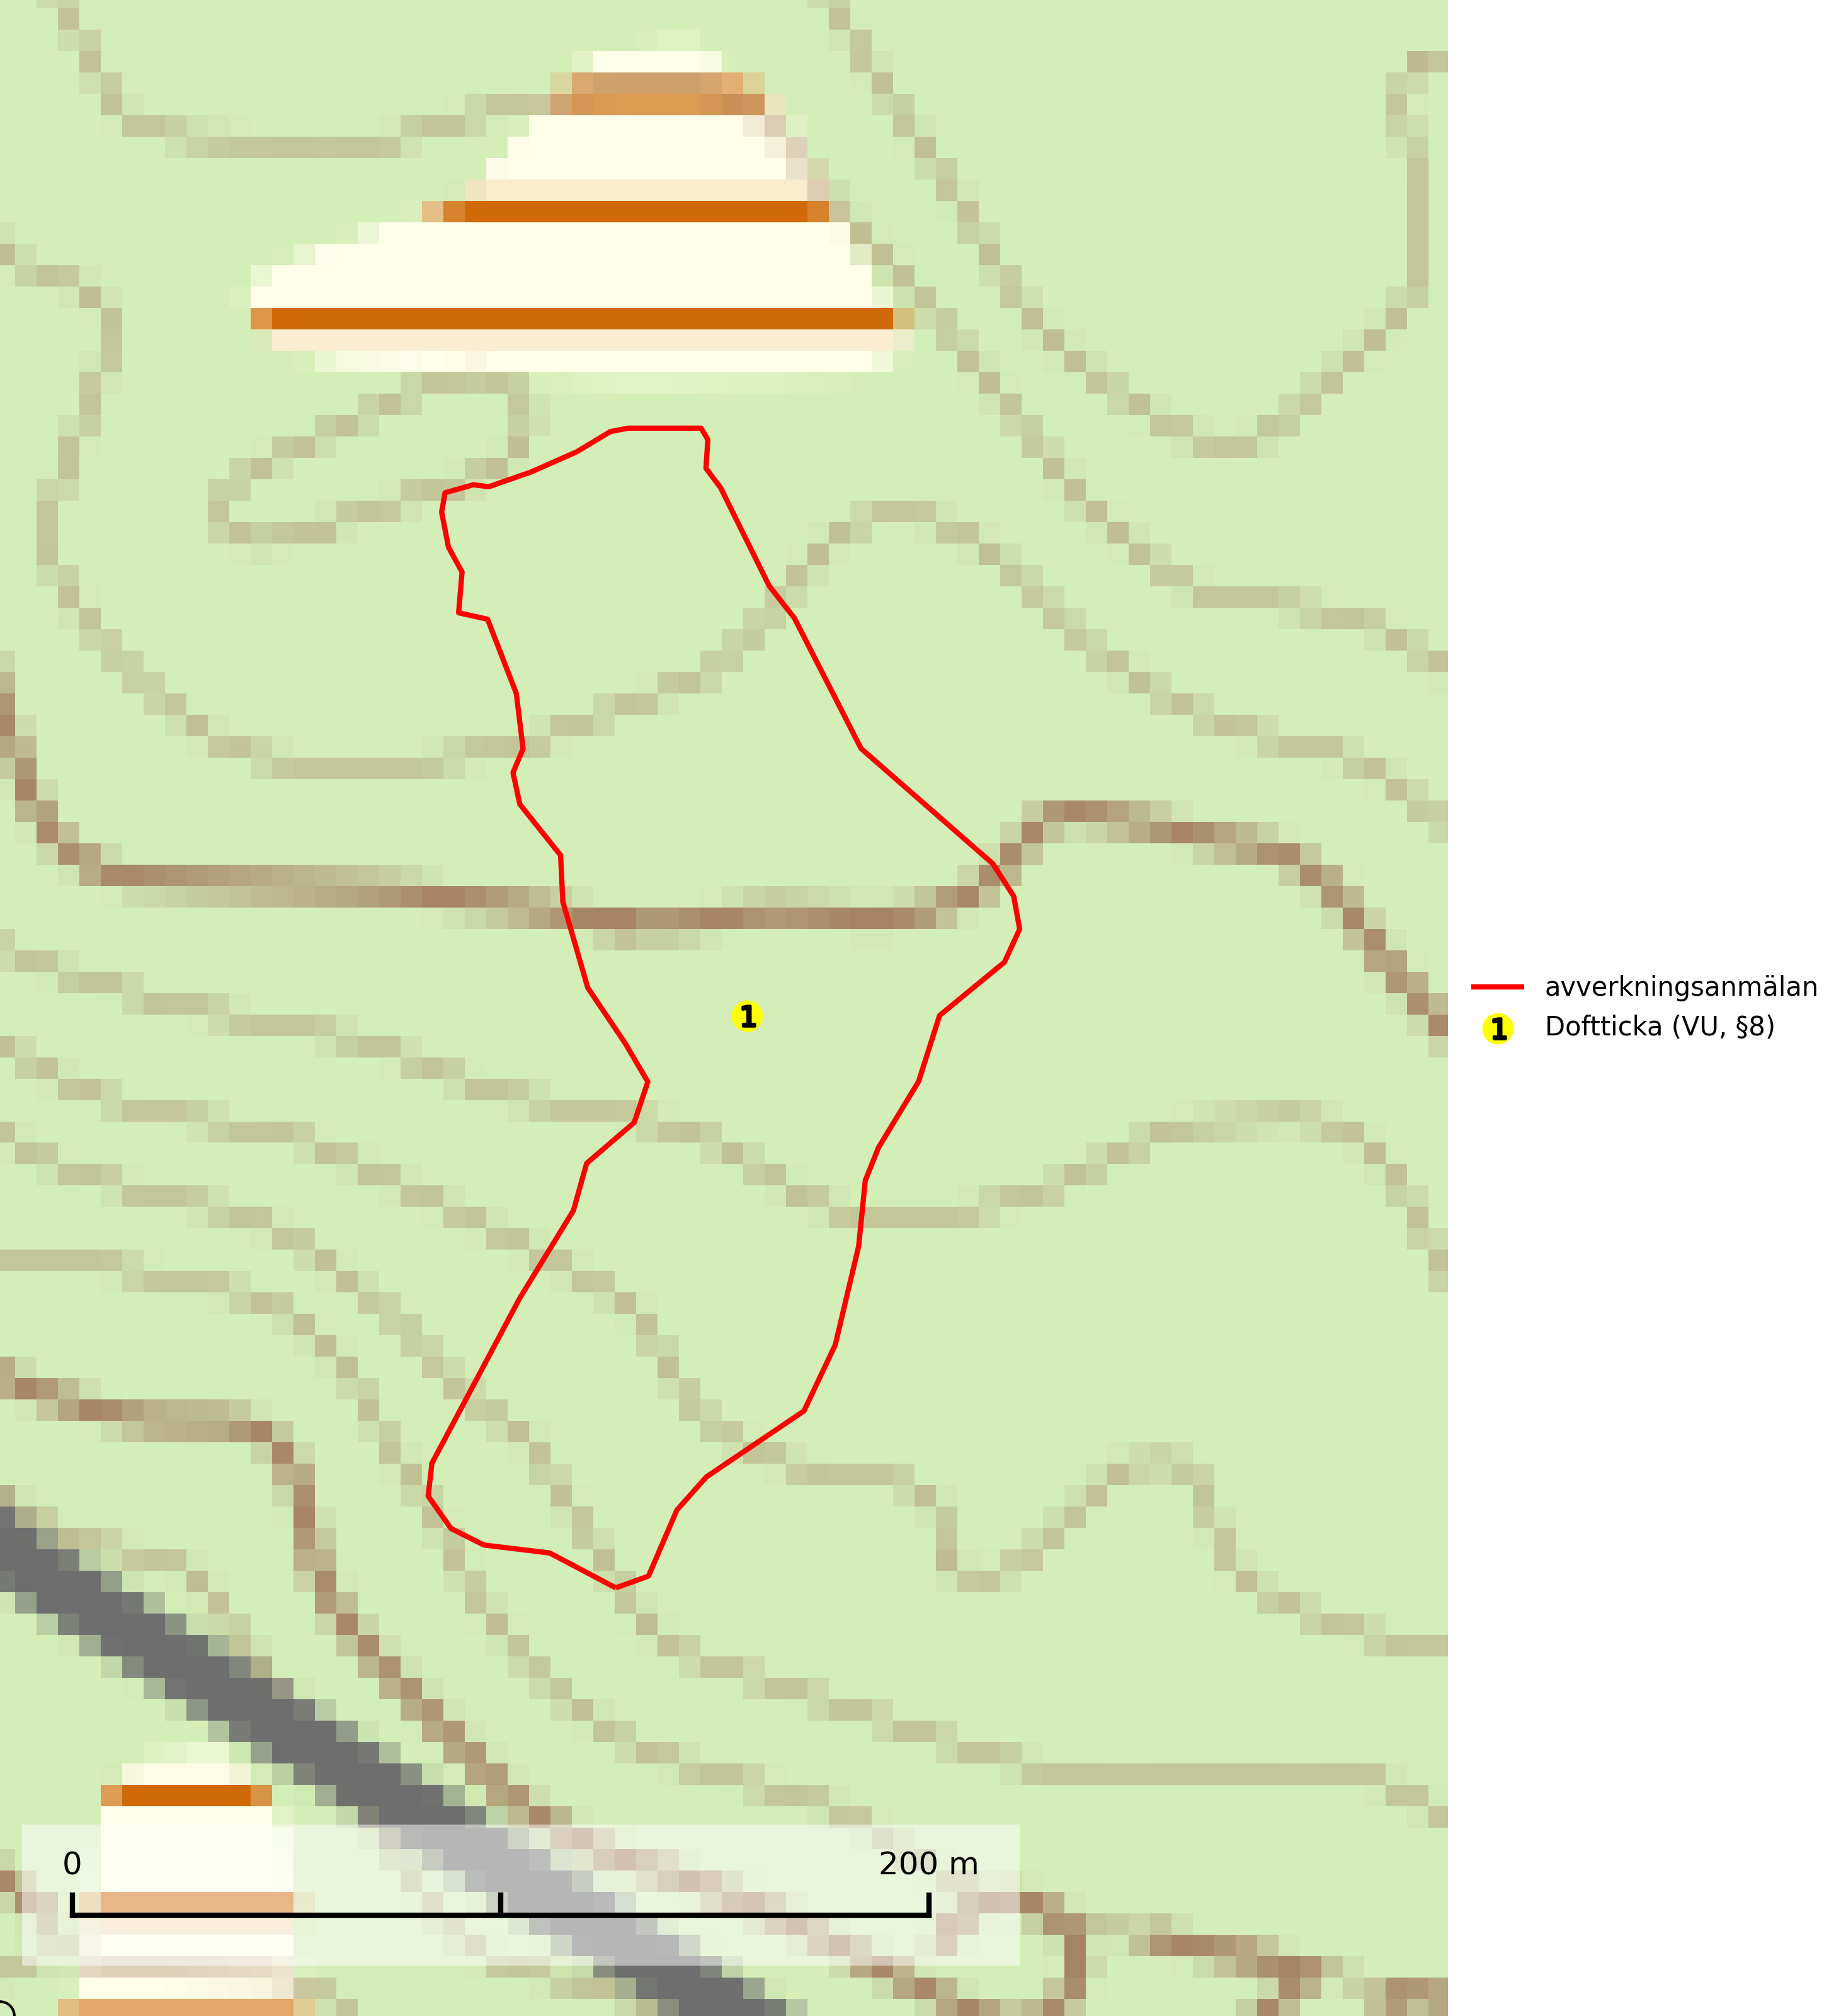 1
avverkningsanmälan
1 Doftticka (VU, §8)
0 200 m